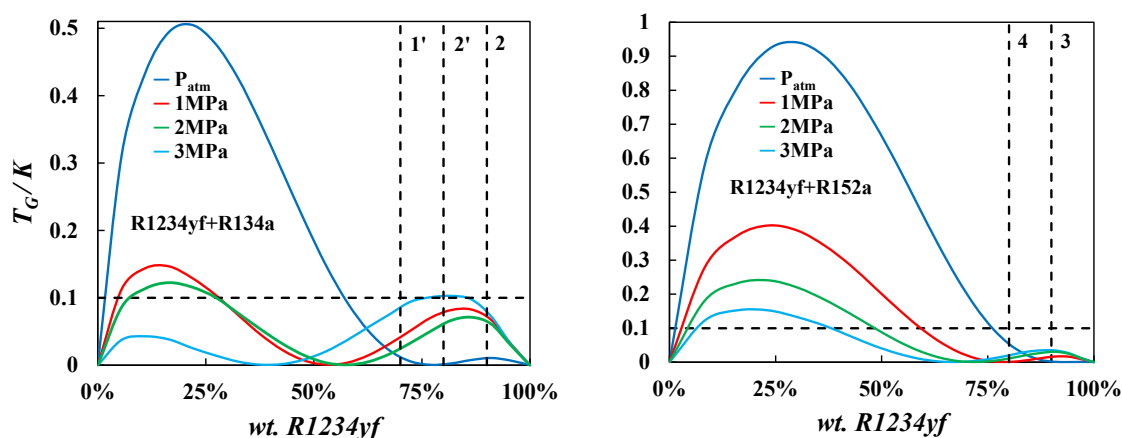 0.5
0.4
0.3
0.2
0.1
0
T_G / K
1'
2'
2
P_atm
1MPa
2MPa
3MPa
R1234yf+R134a
0%
25%
50%
75%
100%
wt. R1234yf
1
0.9
0.8
0.7
0.6
0.5
0.4
0.3
0.2
0.1
0
4
3
P_atm
1MPa
2MPa
3MPa
R1234yf+R152a
0%
25%
50%
75%
100%
wt. R1234yf